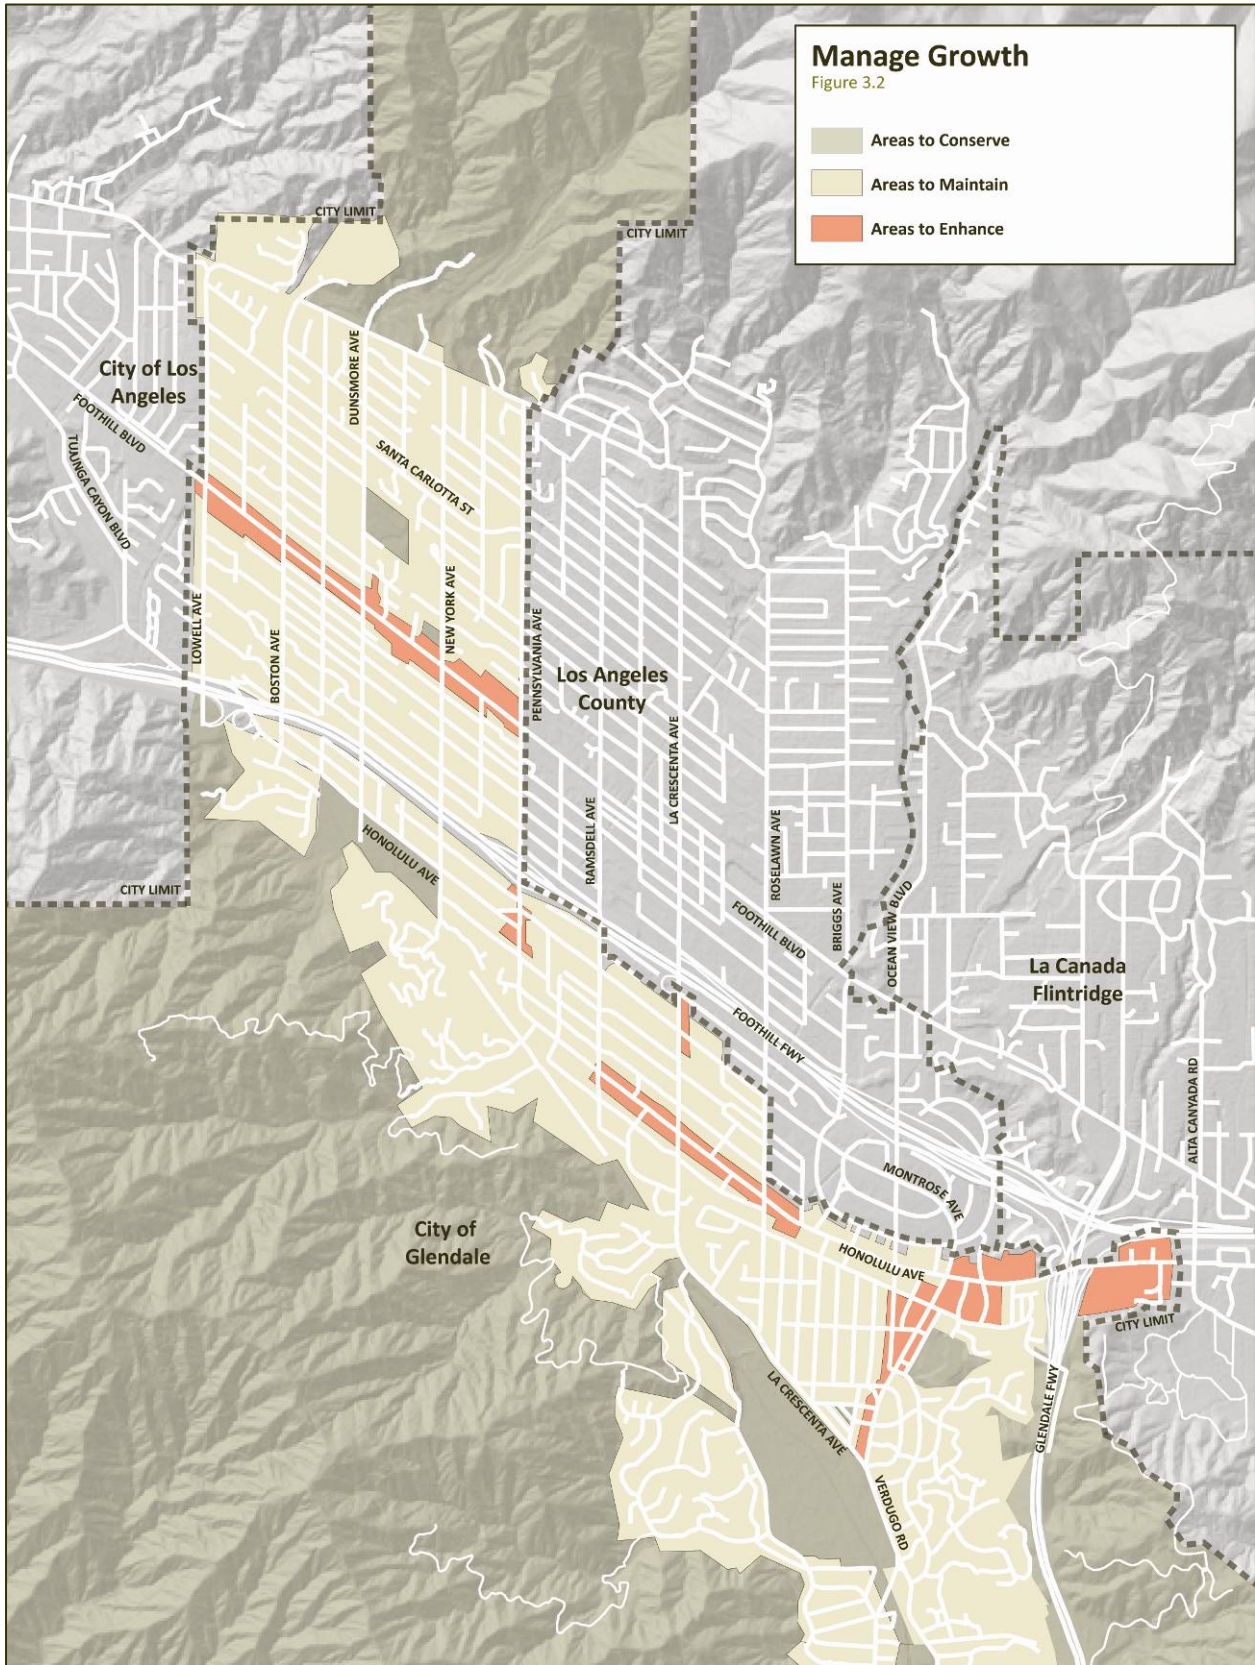 Manage Growth
Figure 3.2
Areas to Conserve
Areas to Maintain
Areas to Enhance
CITY LIMIT
CITY LIMIT
City of Los
Angeles
DUNSMORE AVE
FOOTHILL BLVD
TUJUNGA CAYON BLVD
SANTA CARLOTTA ST
LOWELL AVE
BOSTON AVE
NEW YORK AVE
PENNSYLVANIA AVE
Los Angeles
County
LA CRESCENTA AVE
RAMSDELL AVE
ROSELAWN AVE
BRIGGS AVE
OCEAN VIEW BLVD
HONOLULU AVE
CITY LIMIT
FOOTHILL BLVD
La Canada
Flintridge
FOOTHILL FWY
ALTA CANYADA RD
MONTROSE AVE
City of
Glendale
HONOLULU AVE
CITY LIMIT
LA CRESCENTA AVE
GLENDALE FWY
VERDUGO RD